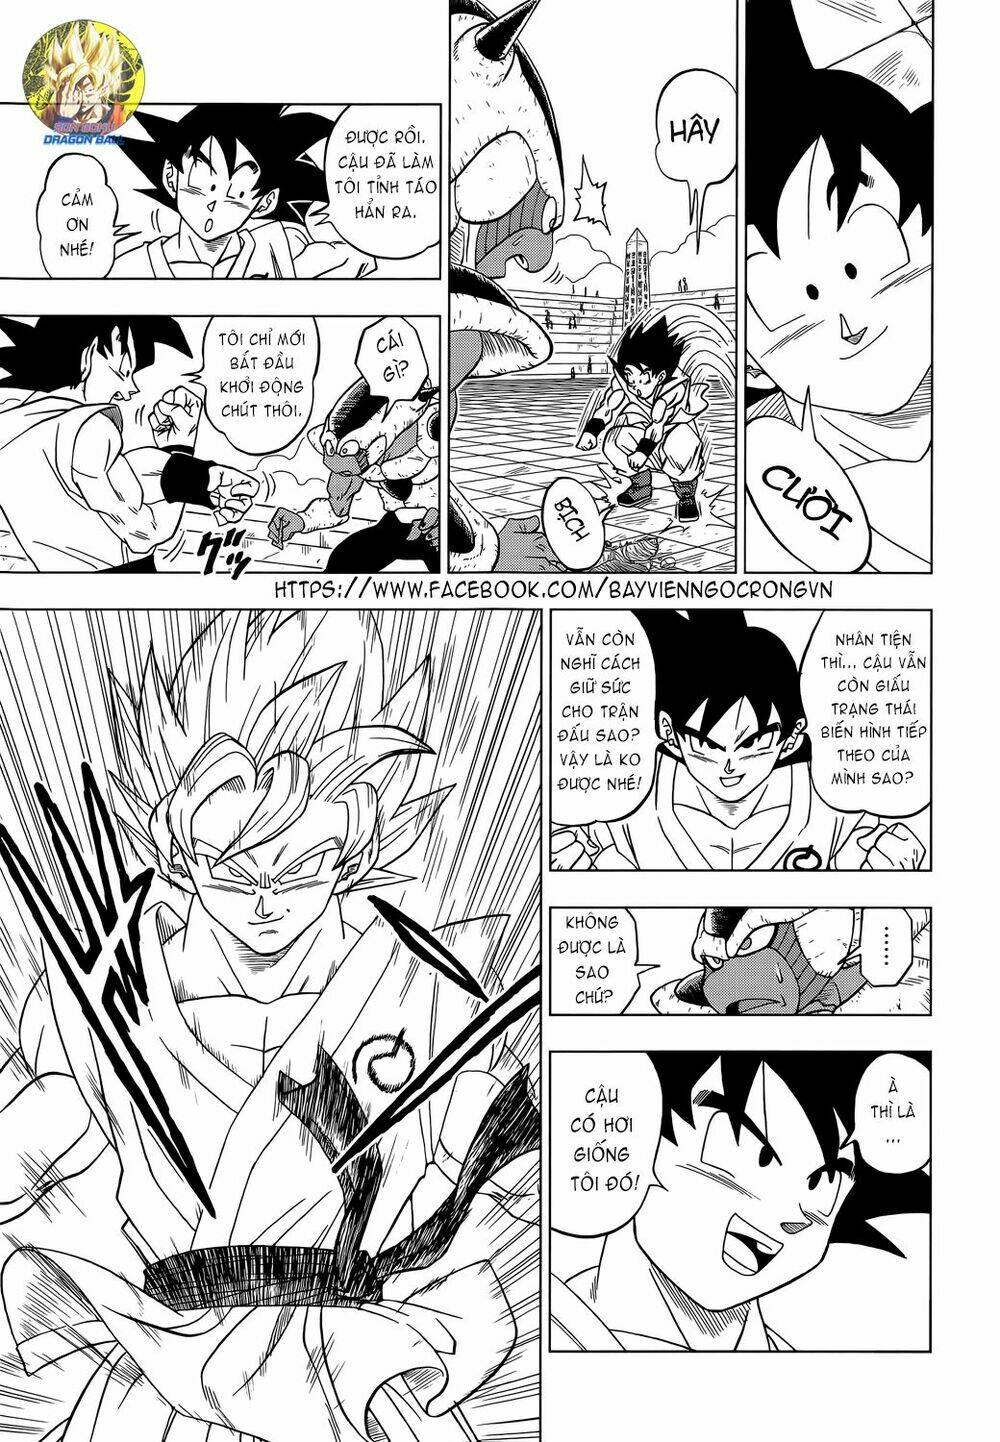 CƯỜI
HÂY
BỊCH
ĐƯỢC RỒI.
CẬU ĐÃ LÀM
TÔI TỈNH TÁO
HẲN RA.
CẢM
ƠN
NHÉ!
CÁI
GÌ?
TÔI CHỈ MỚI
BẮT ĐẦU
KHỞI ĐỘNG
CHÚT THÔI.
グッ
HTTPS://WWW.FACEBOOK.COM/BAYVIENNGOCRONGVN
NHÂN TIỆN
THÌ... CẬU VẪN
CÒN GIẤU
TRẠNG THÁI
BIẾN HÌNH TIẾP
THEO CỦA
MÌNH SAO?
VẪN CÒN
NGHĨ CÁCH
GIỮ SỨC
CHO TRẬN
ĐẤU SAO?
VẬY LÀ KO
ĐƯỢC NHÉ!
......
KHÔNG
ĐƯỢC LÀ
SAO
CHỨ?
À
THÌ LÀ
...
CẬU
CÓ HƠI
GIỐNG
TÔI ĐÓ!
SON GOKU
DRAGON BALL